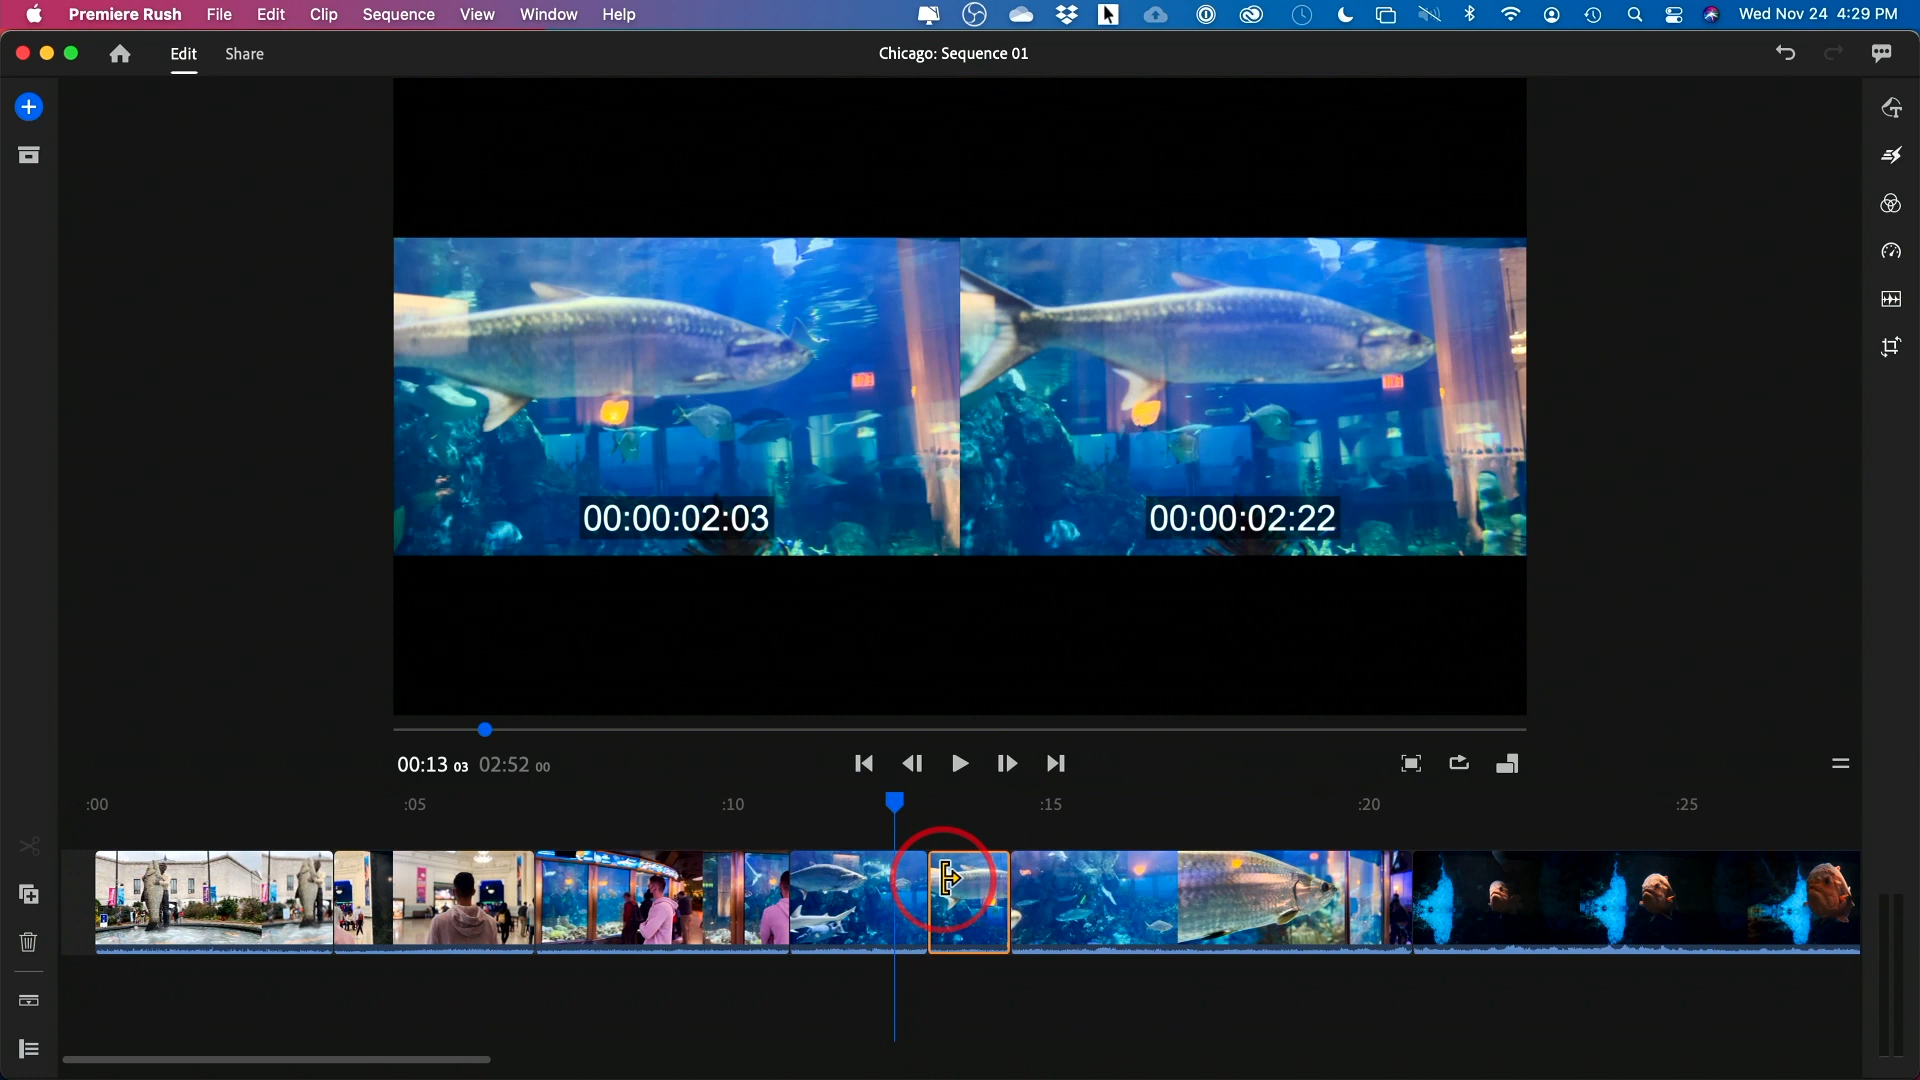 Premiere Rush File Edit Clip Sequence View Window Help Wed Nov 24 4:29 PM
Edit Share Chicago: Sequence 01
00:00:02:03 00:00:02:22
00:13 03 02:52 00
:00 :05 :10 :15 :20 :25